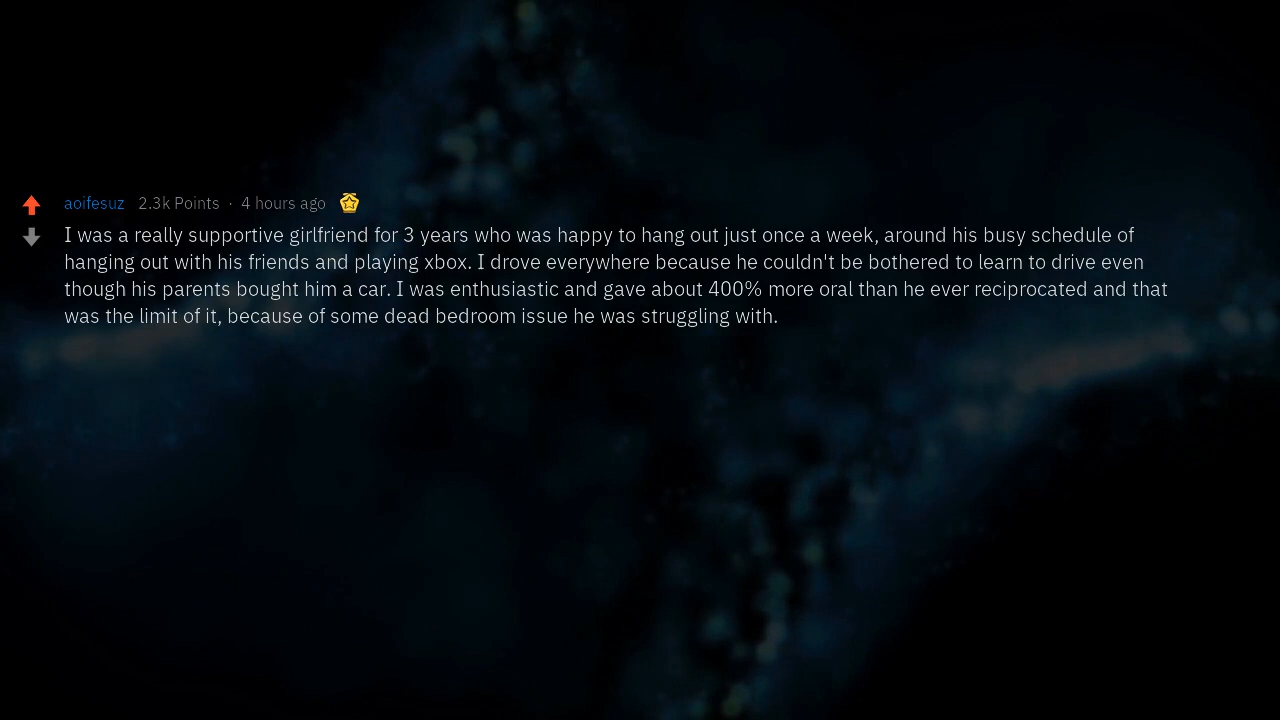 aoifesuz 2.3k Points · 4 hours ago
I was a really supportive girlfriend for 3 years who was happy to hang out just once a week, around his busy schedule of
hanging out with his friends and playing xbox. I drove everywhere because he couldn't be bothered to learn to drive even
though his parents bought him a car. I was enthusiastic and gave about 400% more oral than he ever reciprocated and that
was the limit of it, because of some dead bedroom issue he was struggling with.